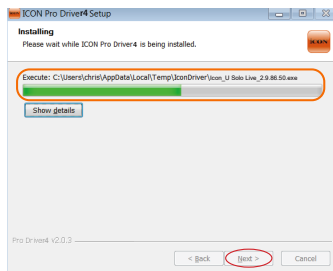 ICON Pro Driver4 Setup
Installing
Please wait while ICON Pro Driver4 is being installed.
ICON
Execute: C:\Users\chris\AppData\Local\Temp\IconDriver\Icon_U Solo Live_2.9.86.50.exe
Show details
Pro Driver4 v2.0.3
< Back Next > Cancel